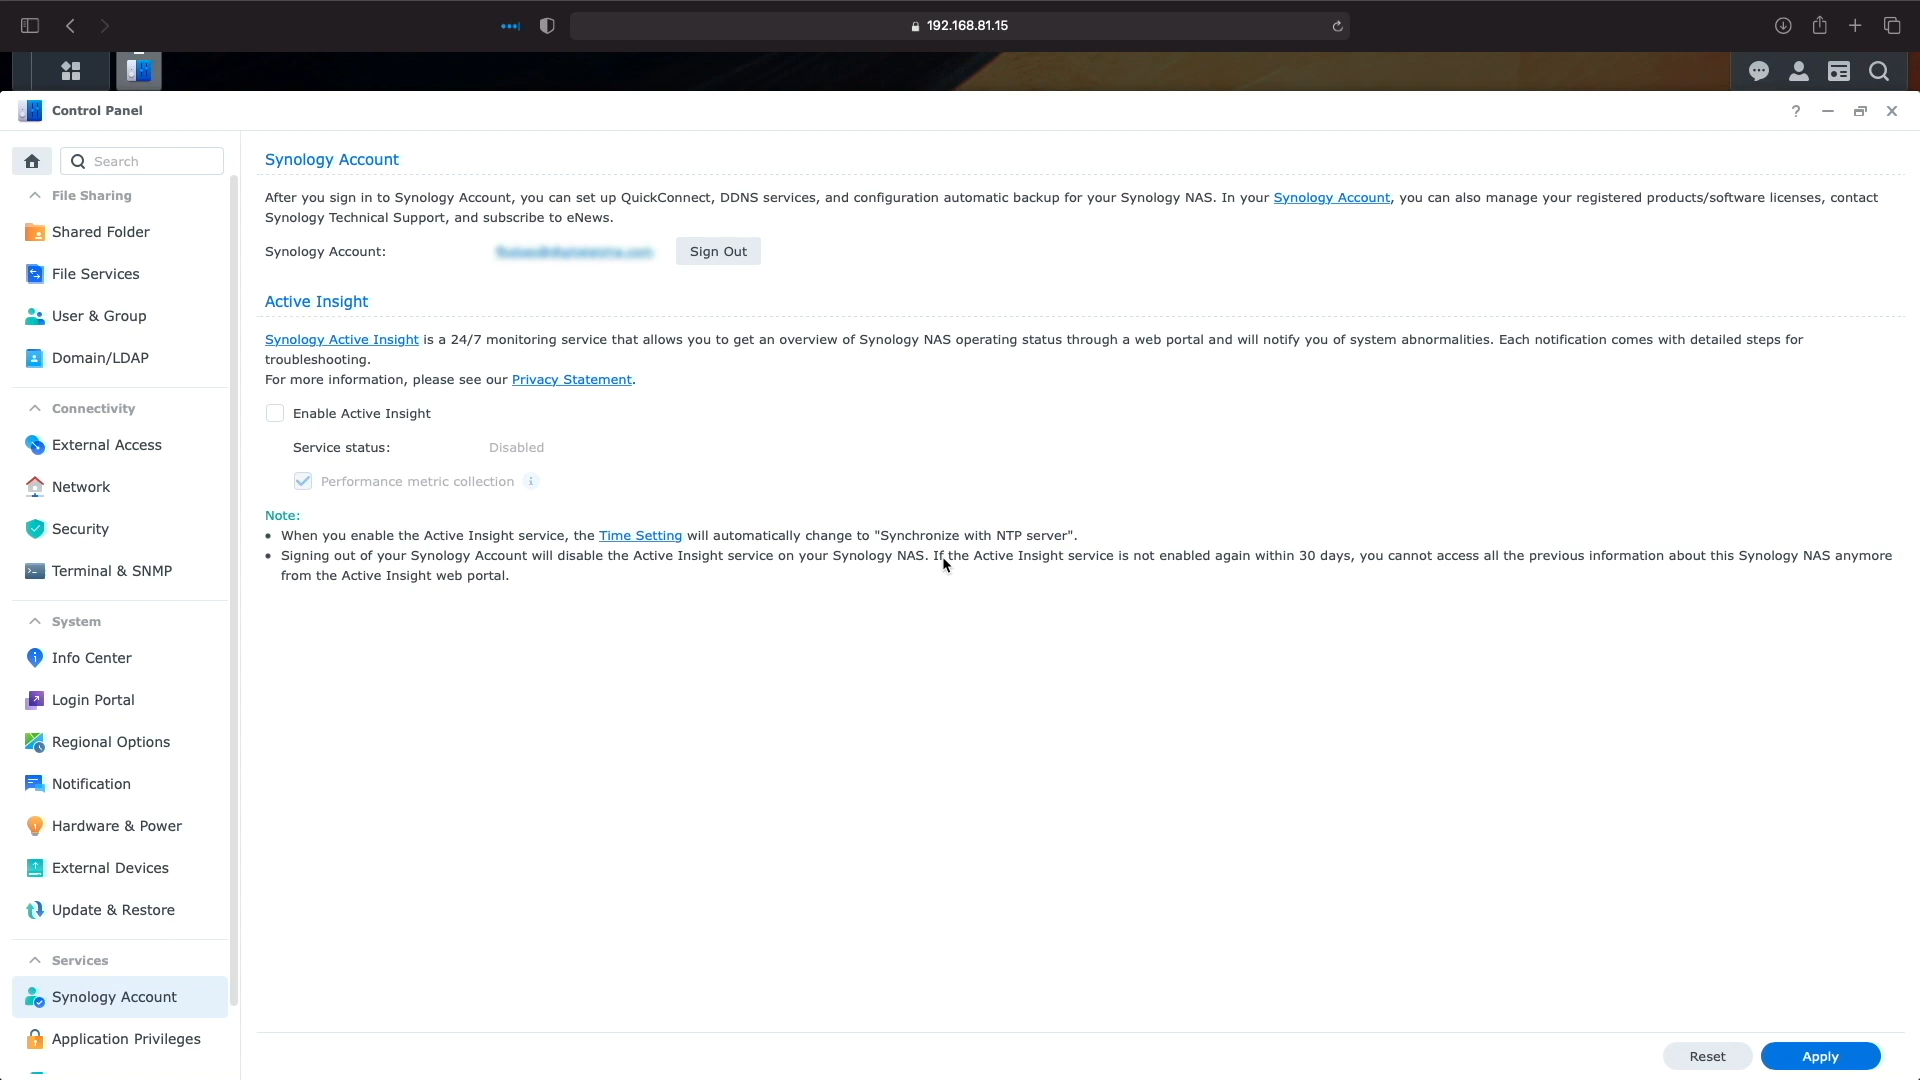 192.168.81.15
Control Panel
Search
File Sharing
Shared Folder
File Services
User & Group
Domain/LDAP
Connectivity
External Access
Network
Security
Terminal & SNMP
System
Info Center
Login Portal
Regional Options
Notification
Hardware & Power
External Devices
Update & Restore
Services
Synology Account
Application Privileges
Synology Account
After you sign in to Synology Account, you can set up QuickConnect, DDNS services, and configuration automatic backup for your Synology NAS. In your Synology Account, you can also manage your registered products/software licenses, contact
Synology Technical Support, and subscribe to eNews.
Synology Account: Sign Out
Active Insight
Synology Active Insight is a 24/7 monitoring service that allows you to get an overview of Synology NAS operating status through a web portal and will notify you of system abnormalities. Each notification comes with detailed steps for
troubleshooting.
For more information, please see our Privacy Statement.
Enable Active Insight
Service status: Disabled
Performance metric collection
Note:
• When you enable the Active Insight service, the Time Setting will automatically change to "Synchronize with NTP server".
• Signing out of your Synology Account will disable the Active Insight service on your Synology NAS. If the Active Insight service is not enabled again within 30 days, you cannot access all the previous information about this Synology NAS anymore
from the Active Insight web portal.
Reset Apply